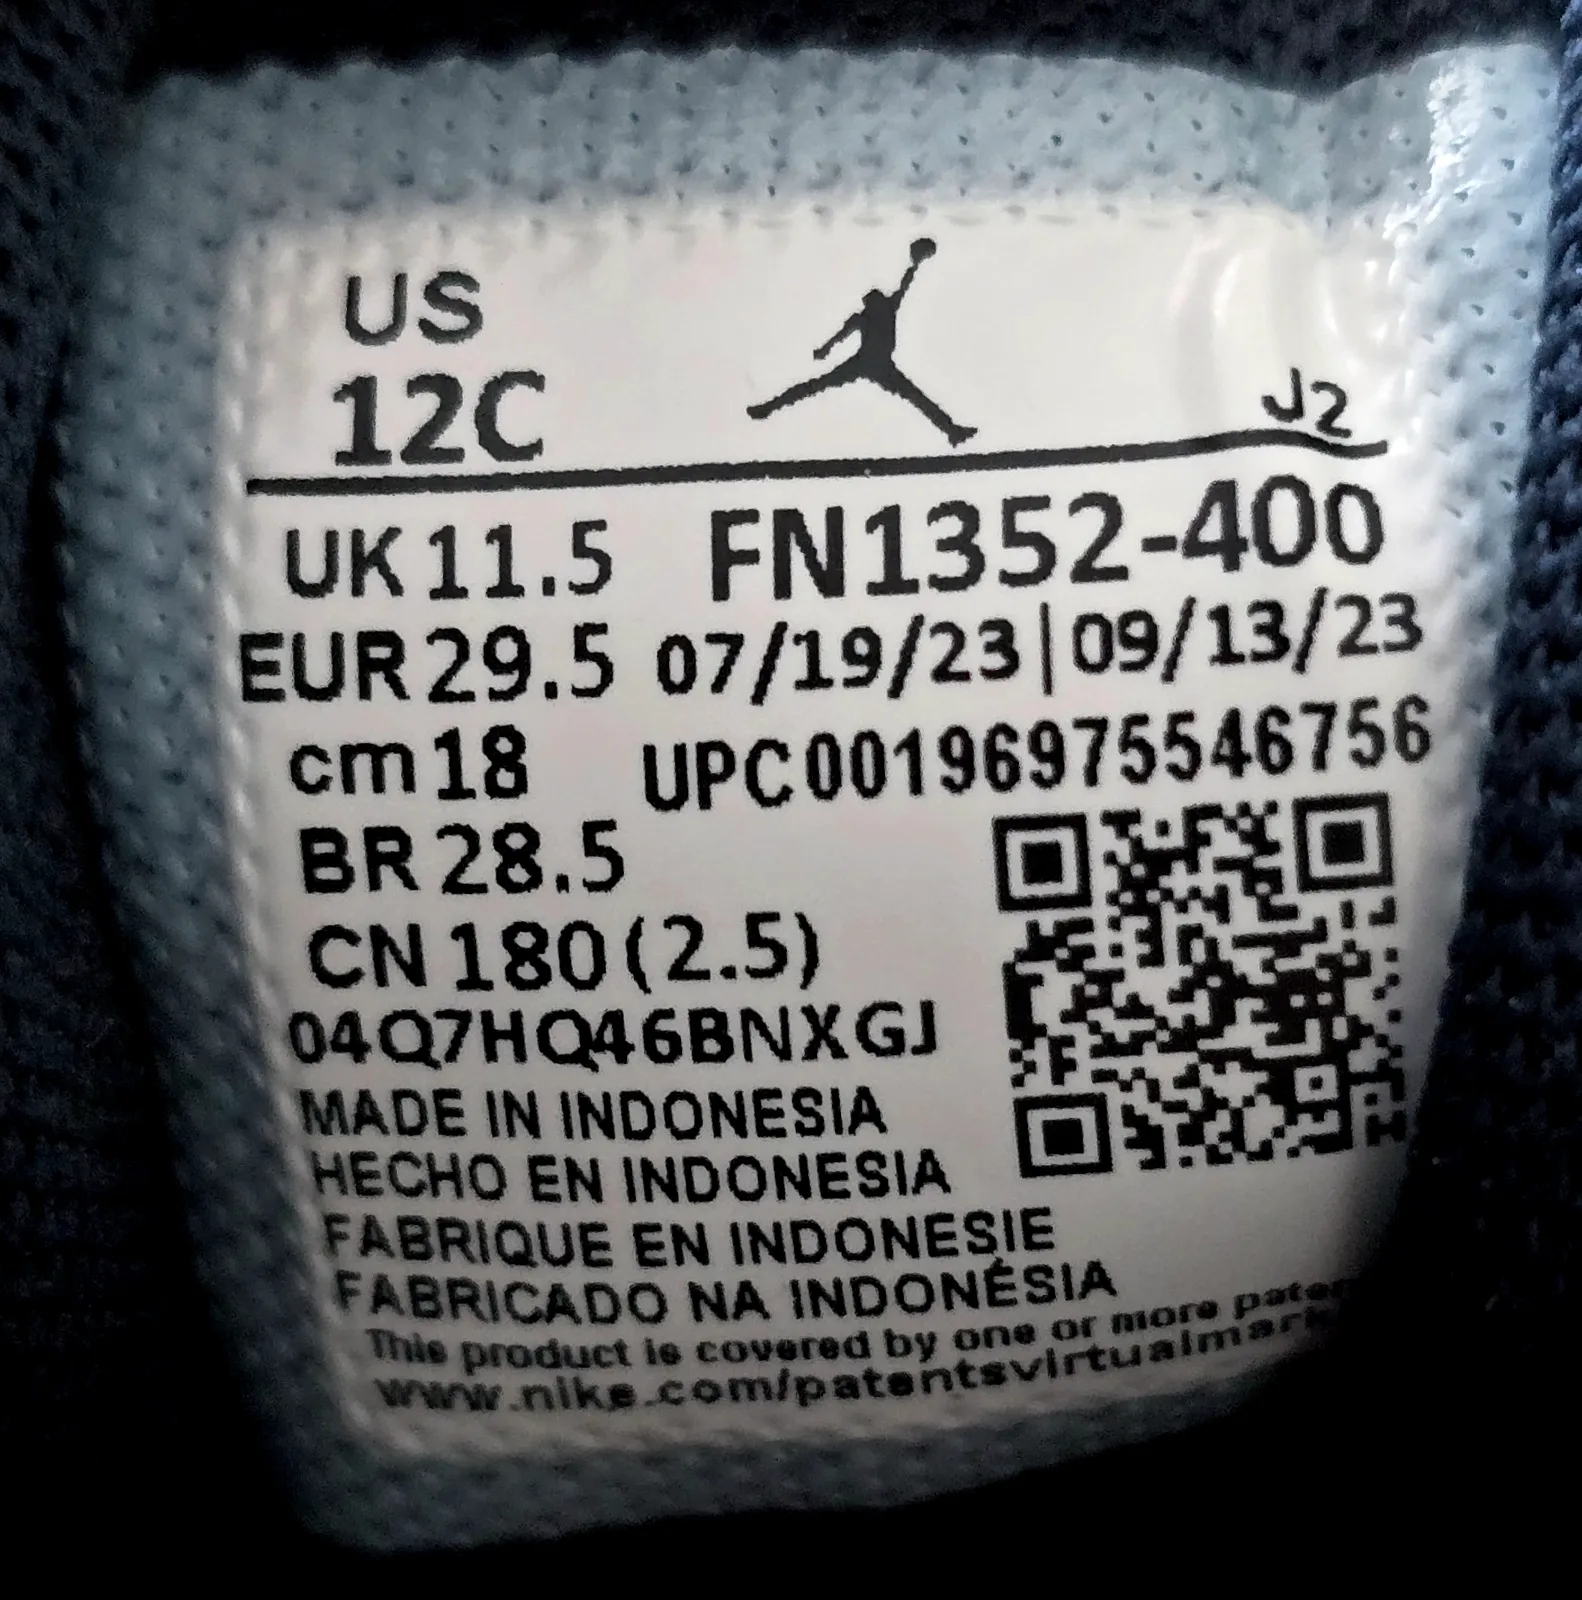 US
12C
J2
UK 11.5 FN1352-400
EUR 29.5 07/19/23|09/13/23
cm 18 UPC 00196975546756
BR 28.5
CN 180 (2.5)
04Q7HQ46BNXGJ
MADE IN INDONESIA
HECHO EN INDONESIA
FABRIQUE EN INDONESIE
FABRICADO NA INDONÉSIA
This product is covered by one or more
www.nike.com/patentsvirtualmark